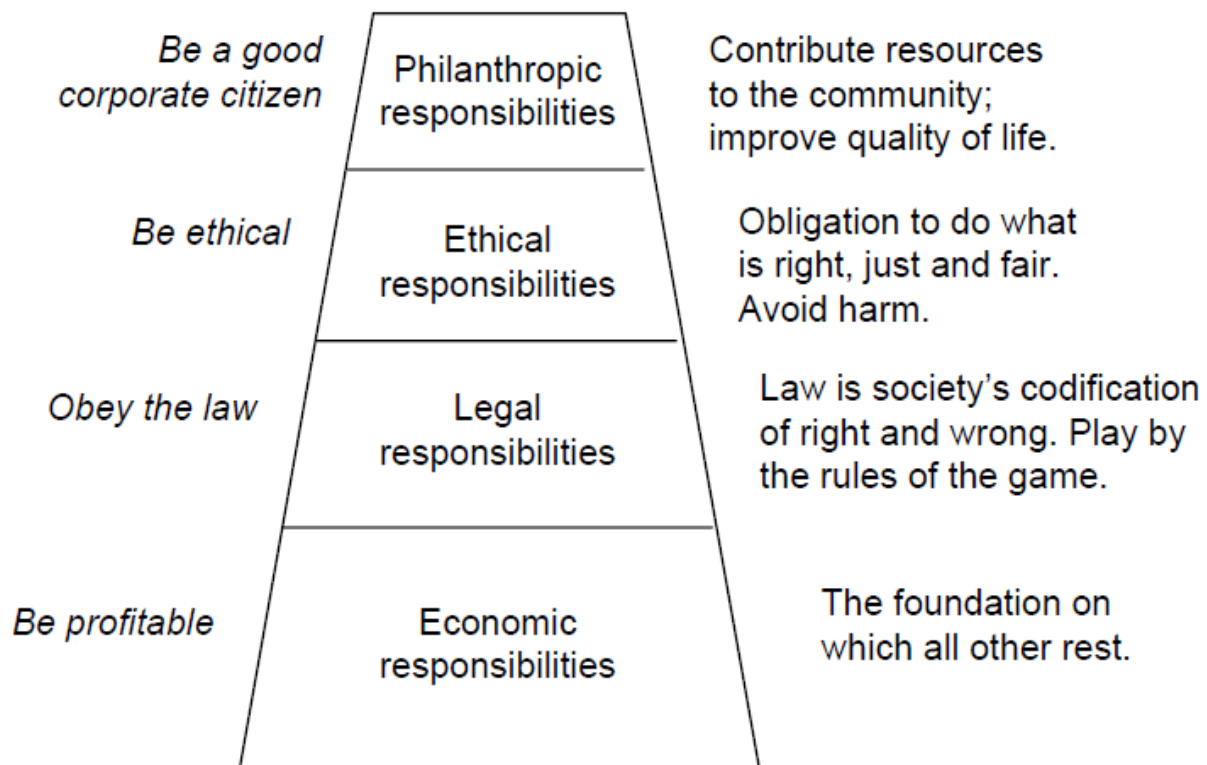 Be a good
corporate citizen
Philanthropic
responsibilities
Contribute resources
to the community;
improve quality of life.
Be ethical
Ethical
responsibilities
Obligation to do what
is right, just and fair.
Avoid harm.
Obey the law
Legal
responsibilities
Law is society's codification
of right and wrong. Play by
the rules of the game.
Be profitable
Economic
responsibilities
The foundation on
which all other rest.